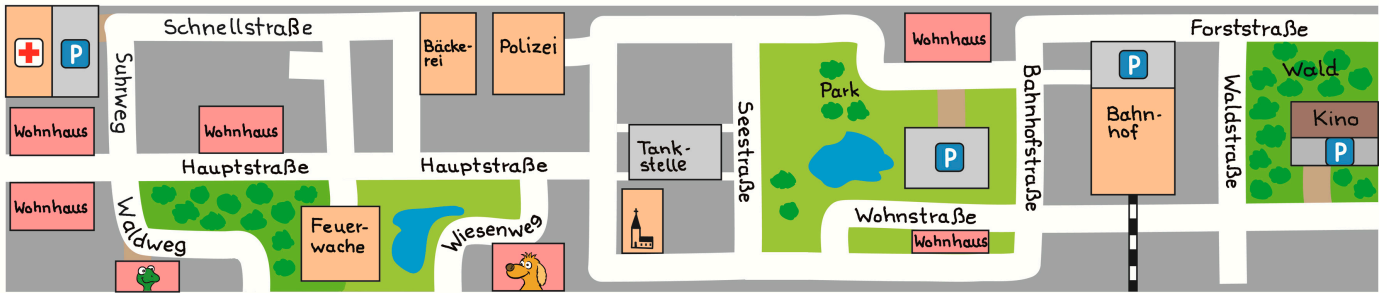 Schnellstraße
P
Suhrweg
Wohnhaus
Wohnhaus
Wohnhaus
Hauptstraße
Waldweg
Feuer-
wache
Bäcke-
rei
Polizei
Hauptstraße
Wiesenweg
Tank-
stelle
Seestraße
Park
Wohnhaus
P
Wohnstraße
Wohnhaus
Bahnhofstraße
P
Bahn-
hof
Forststraße
Waldstraße
Wald
Kino
P